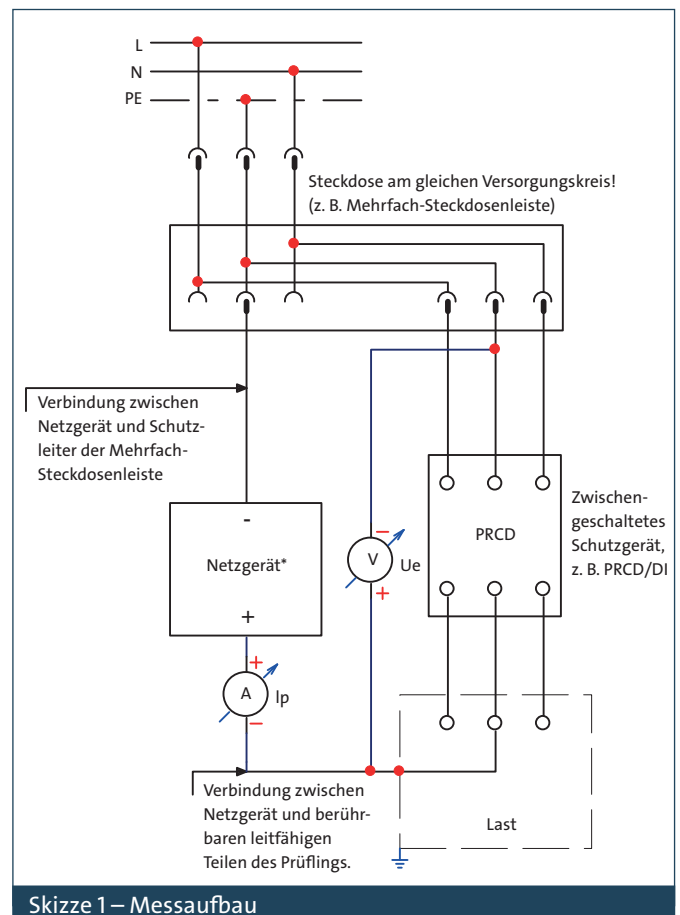 L
N
PE
Steckdose am gleichen Versorgungskreis!
(z. B. Mehrfach-Steckdosenleiste)
Verbindung zwischen
Netzgerät und Schutz-
leiter der Mehrfach-
Steckdosenleiste
-
Netzgerät*
+
V
Ue
-
+
PRCD
Zwischen-
geschaltetes
Schutzgerät,
z. B. PRCD/DI
+
A
Ip
-
Verbindung zwischen
Netzgerät und berühr-
baren leitfähigen
Teilen des Prüflings.
Last
Skizze 1 – Messaufbau